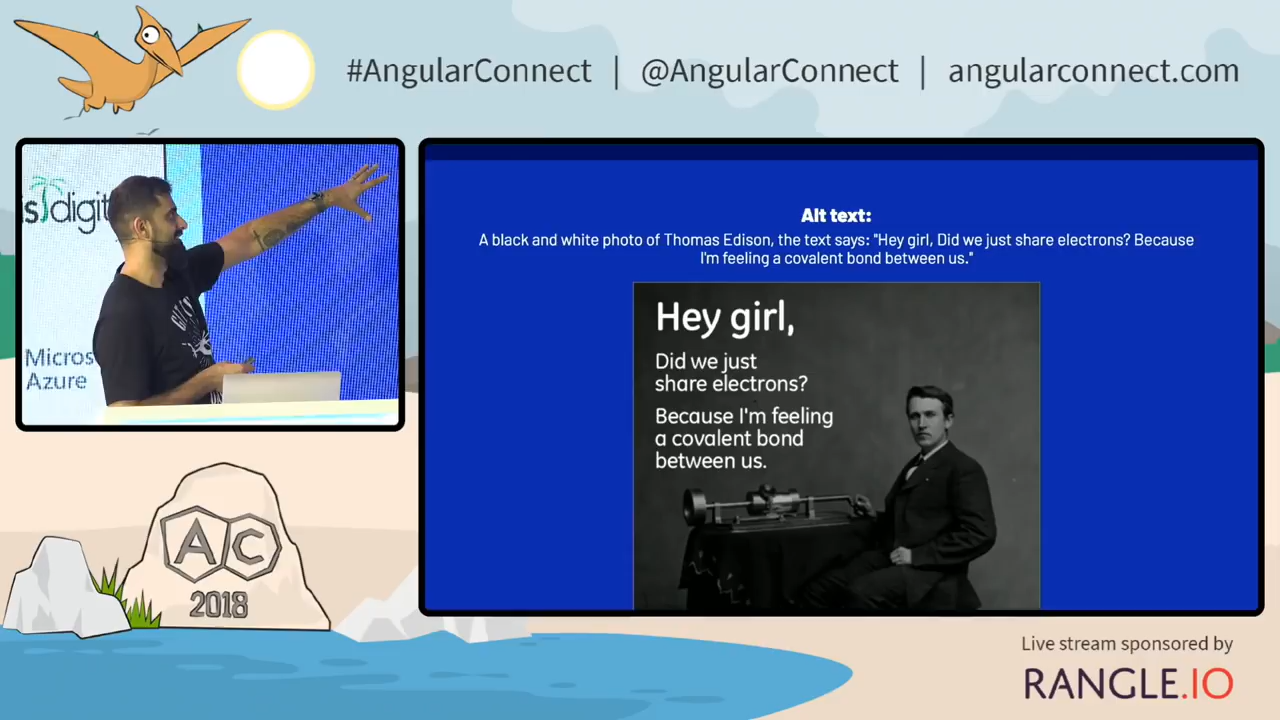 #AngularConnect | @AngularConnect | angularconnect.com
Micros
Azure
Alt text:
A black and white photo of Thomas Edison, the text says: "Hey girl, Did we just share electrons? Because
I'm feeling a covalent bond between us."
Hey girl,
Did we just
share electrons?
Because I'm feeling
a covalent bond
between us.
AC
2018
Live stream sponsored by
RANGLE.IO